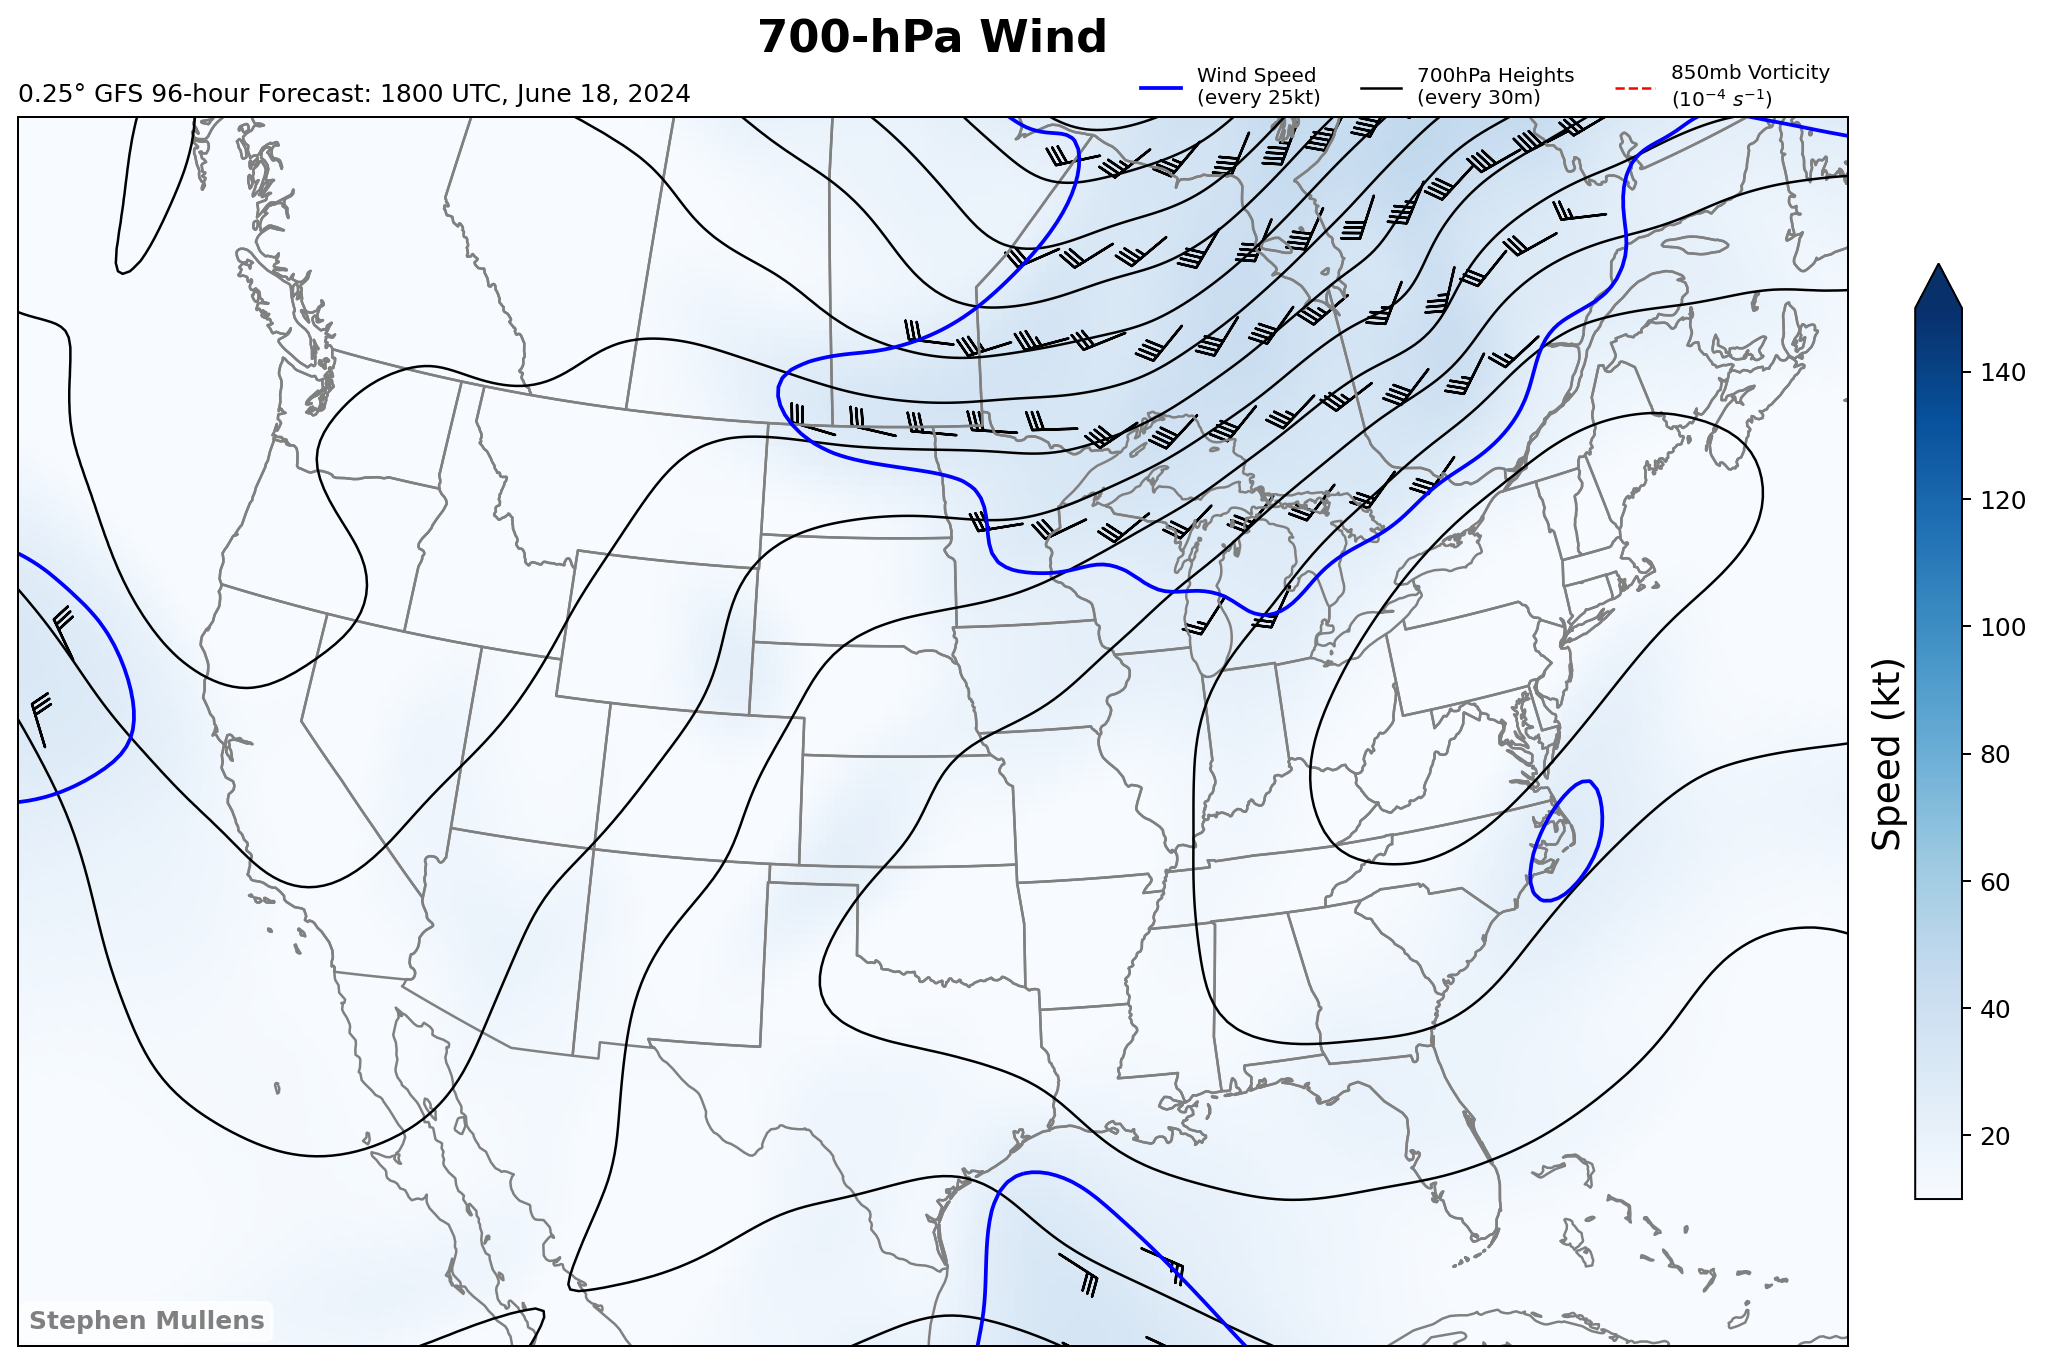 700-hPa Wind
0.25° GFS 96-hour Forecast: 1800 UTC, June 18, 2024
Wind Speed
(every 25kt)
700hPa Heights
(every 30m)
850mb Vorticity
(10⁻⁴ s⁻¹)
140
120
100
80
60
40
20
Speed (kt)
Stephen Mullens